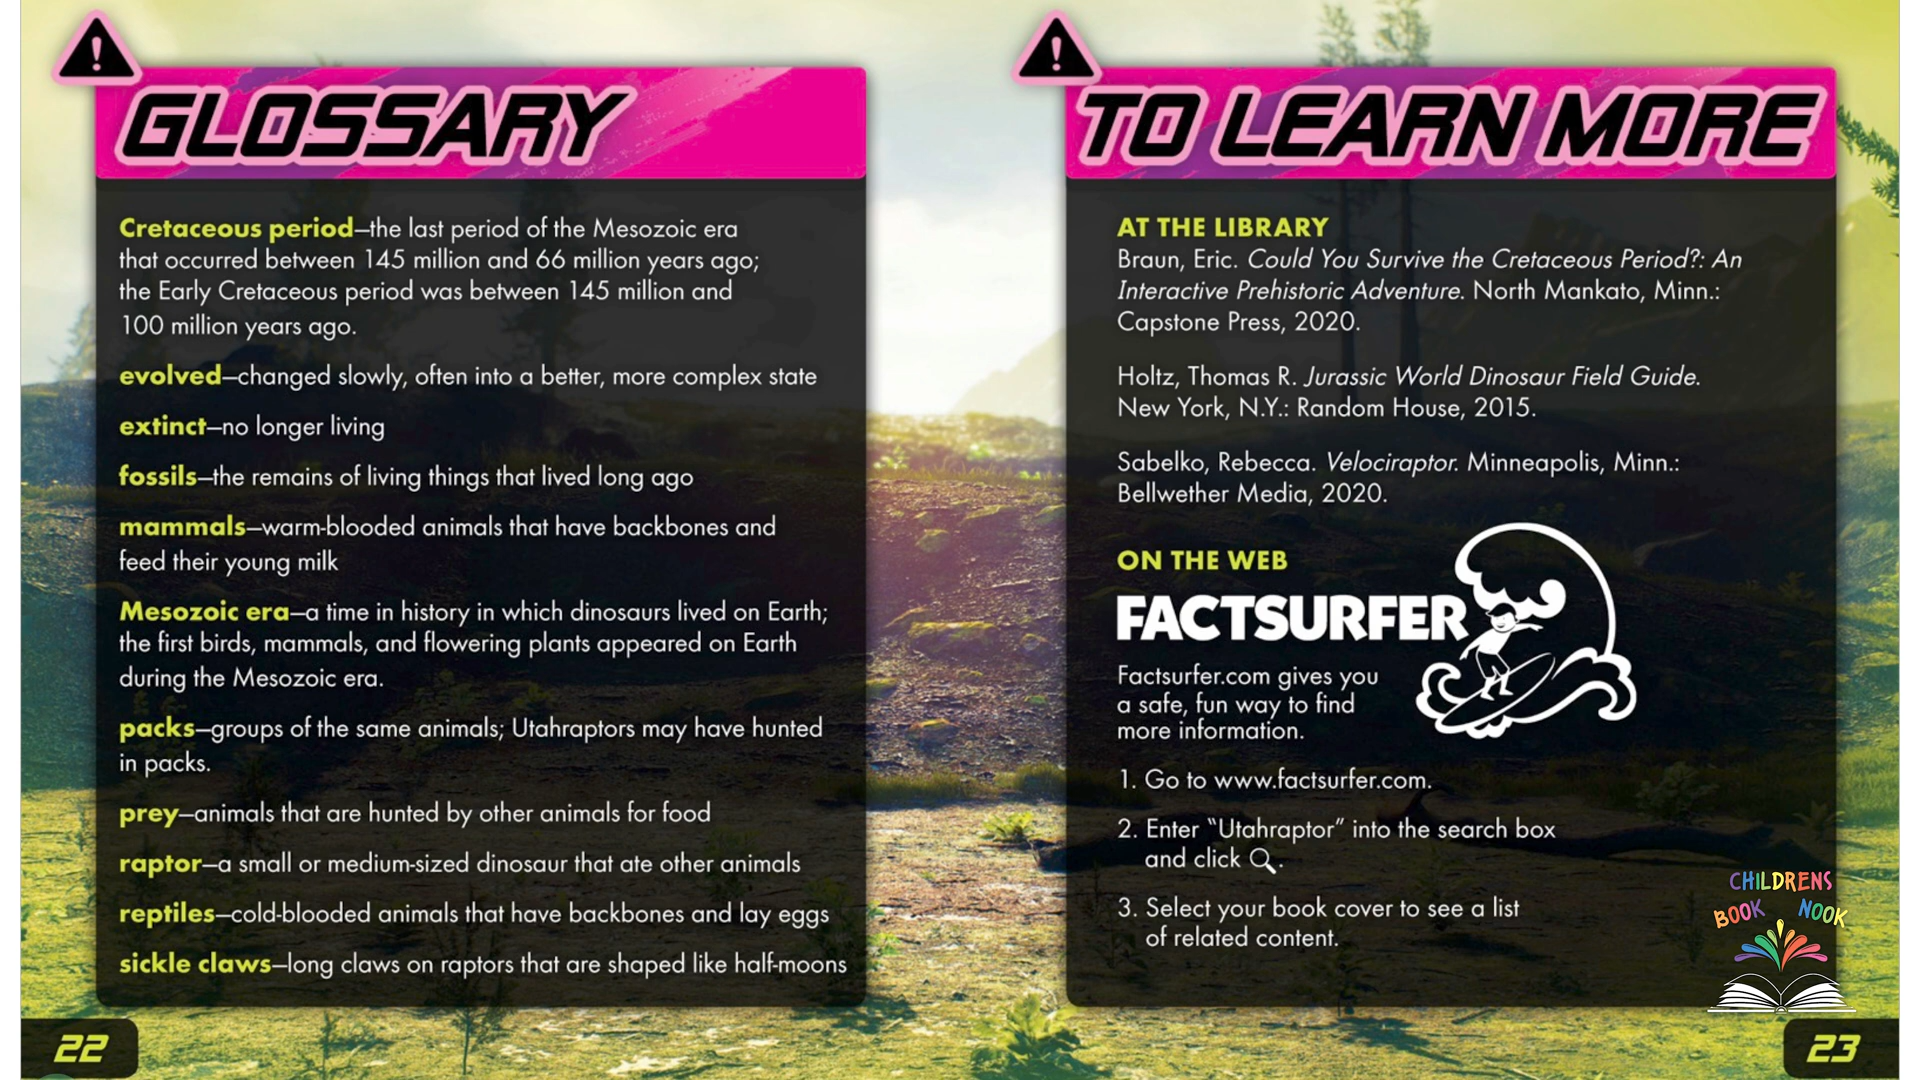 GLOSSARY
Cretaceous period—the last period of the Mesozoic era
that occurred between 145 million and 66 million years ago;
the Early Cretaceous period was between 145 million and
100 million years ago.
evolved—changed slowly, often into a better, more complex state
extinct—no longer living
fossils—the remains of living things that lived long ago
mammals—warm-blooded animals that have backbones and
feed their young milk
Mesozoic era—a time in history in which dinosaurs lived on Earth;
the first birds, mammals, and flowering plants appeared on Earth
during the Mesozoic era.
packs—groups of the same animals; Utahraptors may have hunted
in packs.
prey—animals that are hunted by other animals for food
raptor—a small or medium-sized dinosaur that ate other animals
reptiles—cold-blooded animals that have backbones and lay eggs
sickle claws—long claws on raptors that are shaped like half-moons
22
TO LEARN MORE
AT THE LIBRARY
Braun, Eric. Could You Survive the Cretaceous Period?: An
Interactive Prehistoric Adventure. North Mankato, Minn.:
Capstone Press, 2020.
Holtz, Thomas R. Jurassic World Dinosaur Field Guide.
New York, N.Y.: Random House, 2015.
Sabelko, Rebecca. Velociraptor. Minneapolis, Minn.:
Bellwether Media, 2020.
ON THE WEB
FACTSURFER
Factsurfer.com gives you
a safe, fun way to find
more information.
1. Go to www.factsurfer.com.
2. Enter “Utahraptor” into the search box
and click 🔍.
3. Select your book cover to see a list
of related content.
CHILDRENS
BOOK NOOK
23